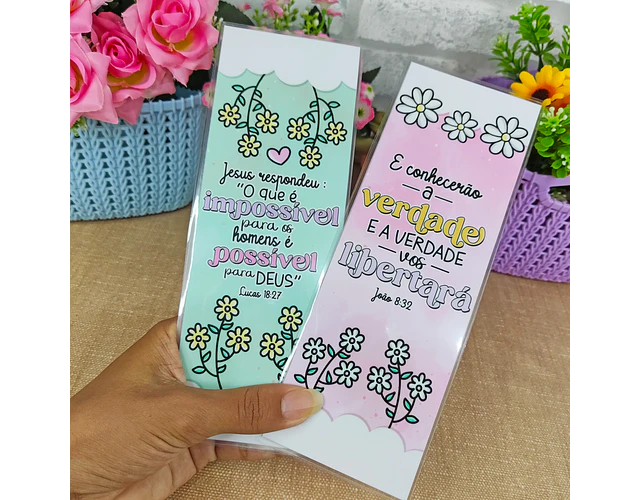 Jesus respondeu:
"O que é
impossível
para os
homens é
possível
para DEUS"
Lucas 18:27
E conhecerão
a
verdade
E A VERDADE
vos
libertará
João 8:32